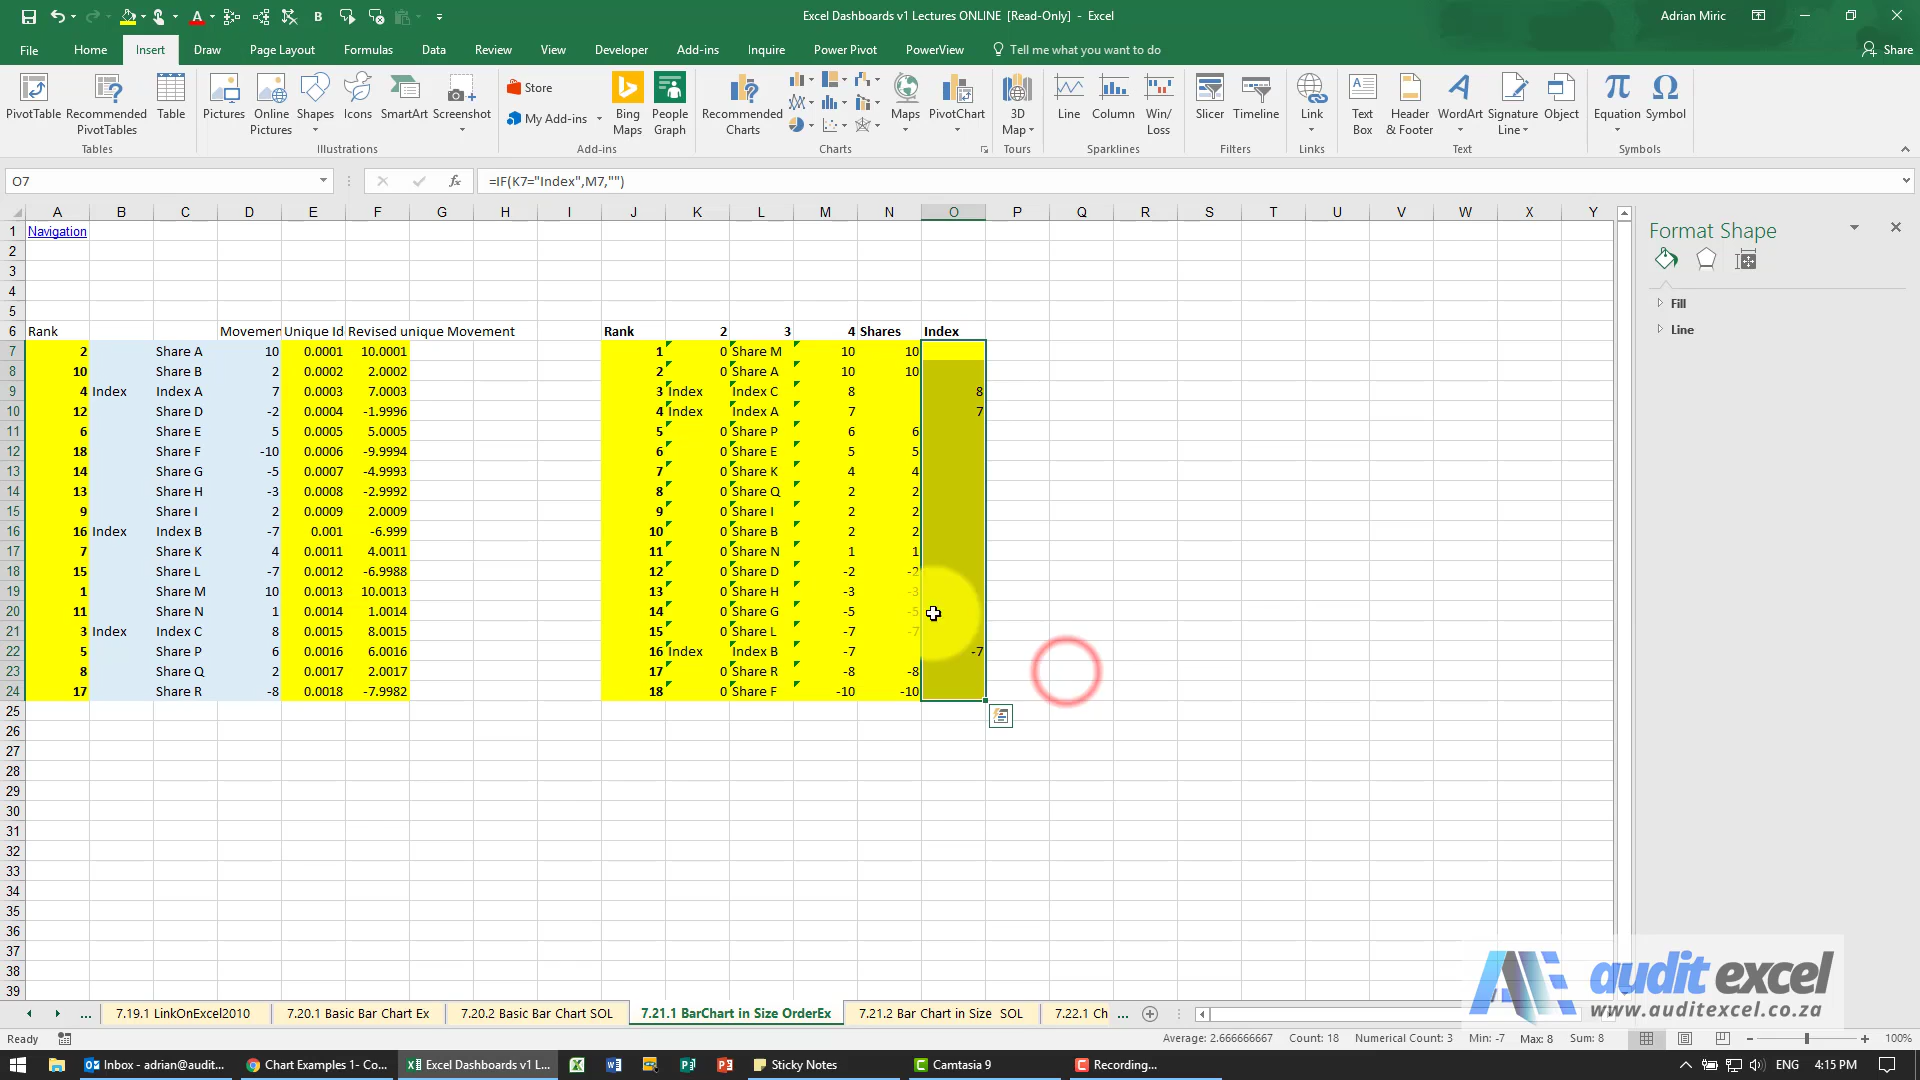 Excel Dashboards v1 Lectures ONLINE [Read-Only] - Excel
Adrian Miric
File Home Insert Draw Page Layout Formulas Data Review View Developer Add-ins Inquire Power Pivot PowerView Tell me what you want to do Share
PivotTable Recommended PivotTables Table Pictures Online Pictures Shapes Icons SmartArt Screenshot Store My Add-ins Bing Maps People Graph Recommended Charts Maps PivotChart 3D Map Line Column Win/Loss Slicer Timeline Link Text Box Header & Footer WordArt Signature Line Object Equation Symbol
Tables Illustrations Add-ins Charts Tours Sparklines Filters Links Text Symbols
O7 fx =IF(K7="Index",M7,"")
A B C D E F G H I J K L M N O P Q R S T U V W X Y
Format Shape
Fill
Line
1 Navigation
2
3
4
5
6 Rank Movemen Unique Id Revised unique Movement Rank 2 3 4 Shares Index
7 2 Share A 10 0.0001 10.0001 1 0 Share M 10 10
8 10 Share B 2 0.0002 2.0002 2 0 Share A 10 10
9 4 Index Index A 7 0.0003 7.0003 3 Index Index C 8 8
10 12 Share D -2 0.0004 -1.9996 4 Index Index A 7 7
11 6 Share E 5 0.0005 5.0005 5 0 Share P 6 6
12 18 Share F -10 0.0006 -9.9994 6 0 Share E 5 5
13 14 Share G -5 0.0007 -4.9993 7 0 Share K 4 4
14 13 Share H -3 0.0008 -2.9992 8 0 Share Q 2 2
15 9 Share I 2 0.0009 2.0009 9 0 Share I 2 2
16 16 Index Index B -7 0.001 -6.999 10 0 Share B 2 2
17 7 Share K 4 0.0011 4.0011 11 0 Share N 1 1
18 15 Share L -7 0.0012 -6.9988 12 0 Share D -2 -2
19 1 Share M 10 0.0013 10.0013 13 0 Share H -3 -3
20 11 Share N 1 0.0014 1.0014 14 0 Share G -5 -5
21 3 Index Index C 8 0.0015 8.0015 15 0 Share L -7 -7
22 5 Share P 6 0.0016 6.0016 16 Index Index B -7 -7
23 8 Share Q 2 0.0017 2.0017 17 0 Share R -8 -8
24 17 Share R -8 0.0018 -7.9982 18 0 Share F -10 -10
25
26
27
28
29
30
31
32
33
34
35
36
37
38
39
audit excel
www.auditexcel.co.za
... 7.19.1 LinkOnExcel2010 7.20.1 Basic Bar Chart Ex 7.20.2 Basic Bar Chart SOL 7.21.1 BarChart in Size OrderEx 7.21.2 Bar Chart in Size SOL 7.22.1 Ch ...
Ready Average: 2.666666667 Count: 18 Numerical Count: 3 Min: -7 Max: 8 Sum: 8 100%
Inbox - adrian@audit... Chart Examples 1- Co... Excel Dashboards v1 L... Sticky Notes Camtasia 9 Recording... ENG 4:15 PM